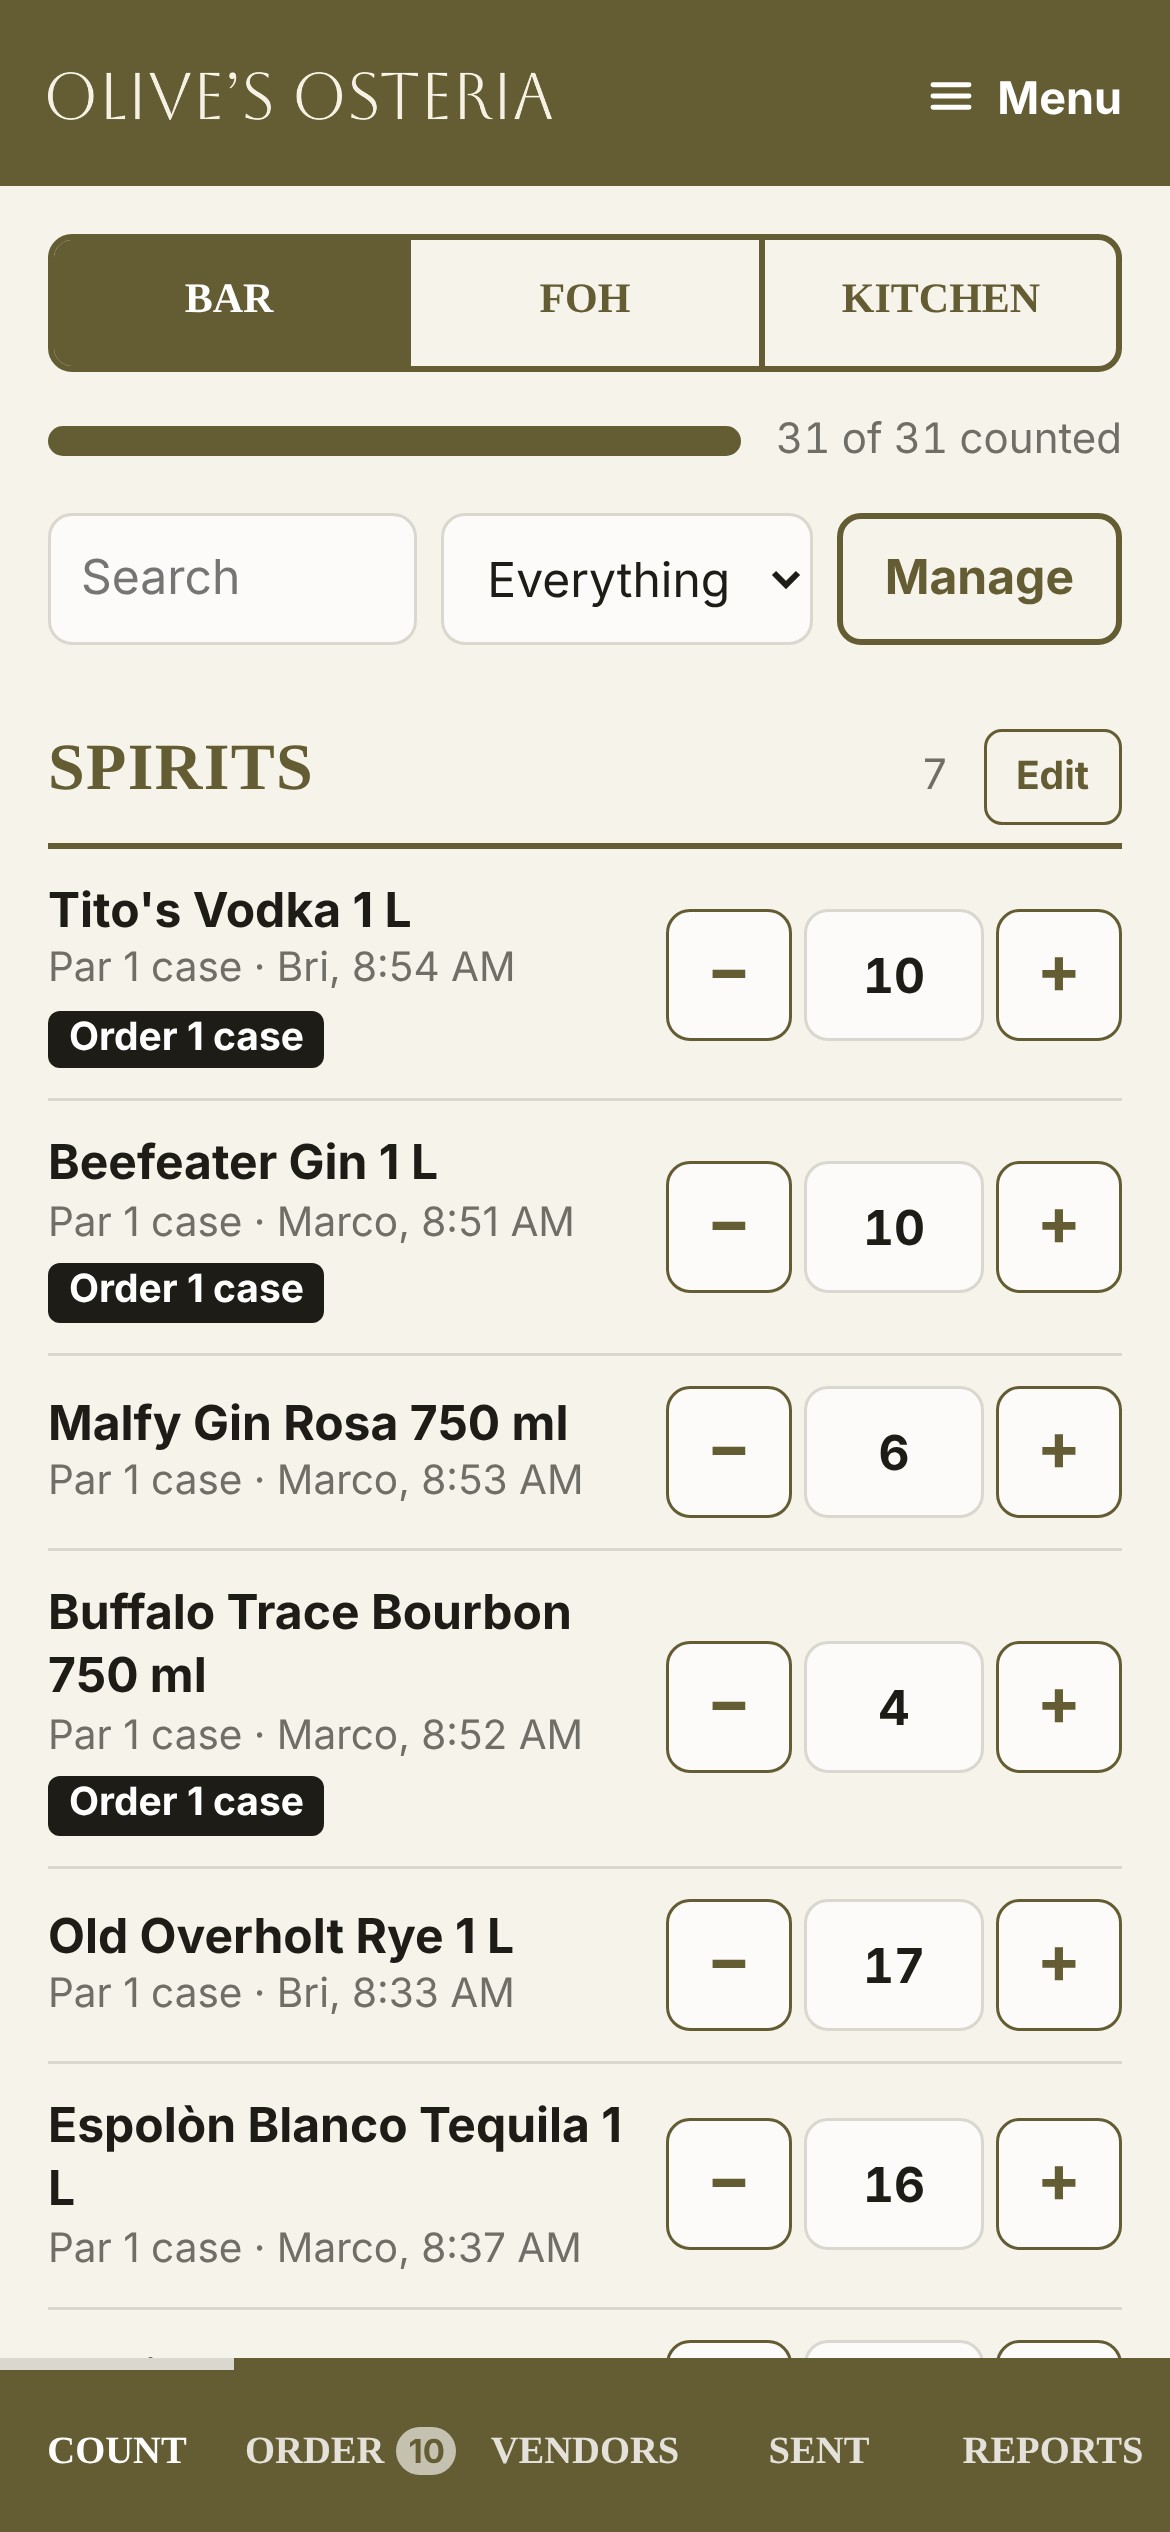 OLIVE’S OSTERIA
Menu
BAR
FOH
KITCHEN
31 of 31 counted
Search
Everything
Manage
SPIRITS
7
Edit
Tito's Vodka 1 L
Par 1 case · Bri, 8:54 AM
Order 1 case
− 10 +
Beefeater Gin 1 L
Par 1 case · Marco, 8:51 AM
Order 1 case
− 10 +
Malfy Gin Rosa 750 ml
Par 1 case · Marco, 8:53 AM
− 6 +
Buffalo Trace Bourbon
750 ml
Par 1 case · Marco, 8:52 AM
Order 1 case
− 4 +
Old Overholt Rye 1 L
Par 1 case · Bri, 8:33 AM
− 17 +
Espolòn Blanco Tequila 1
L
Par 1 case · Marco, 8:37 AM
− 16 +
COUNT
ORDER 10
VENDORS
SENT
REPORTS